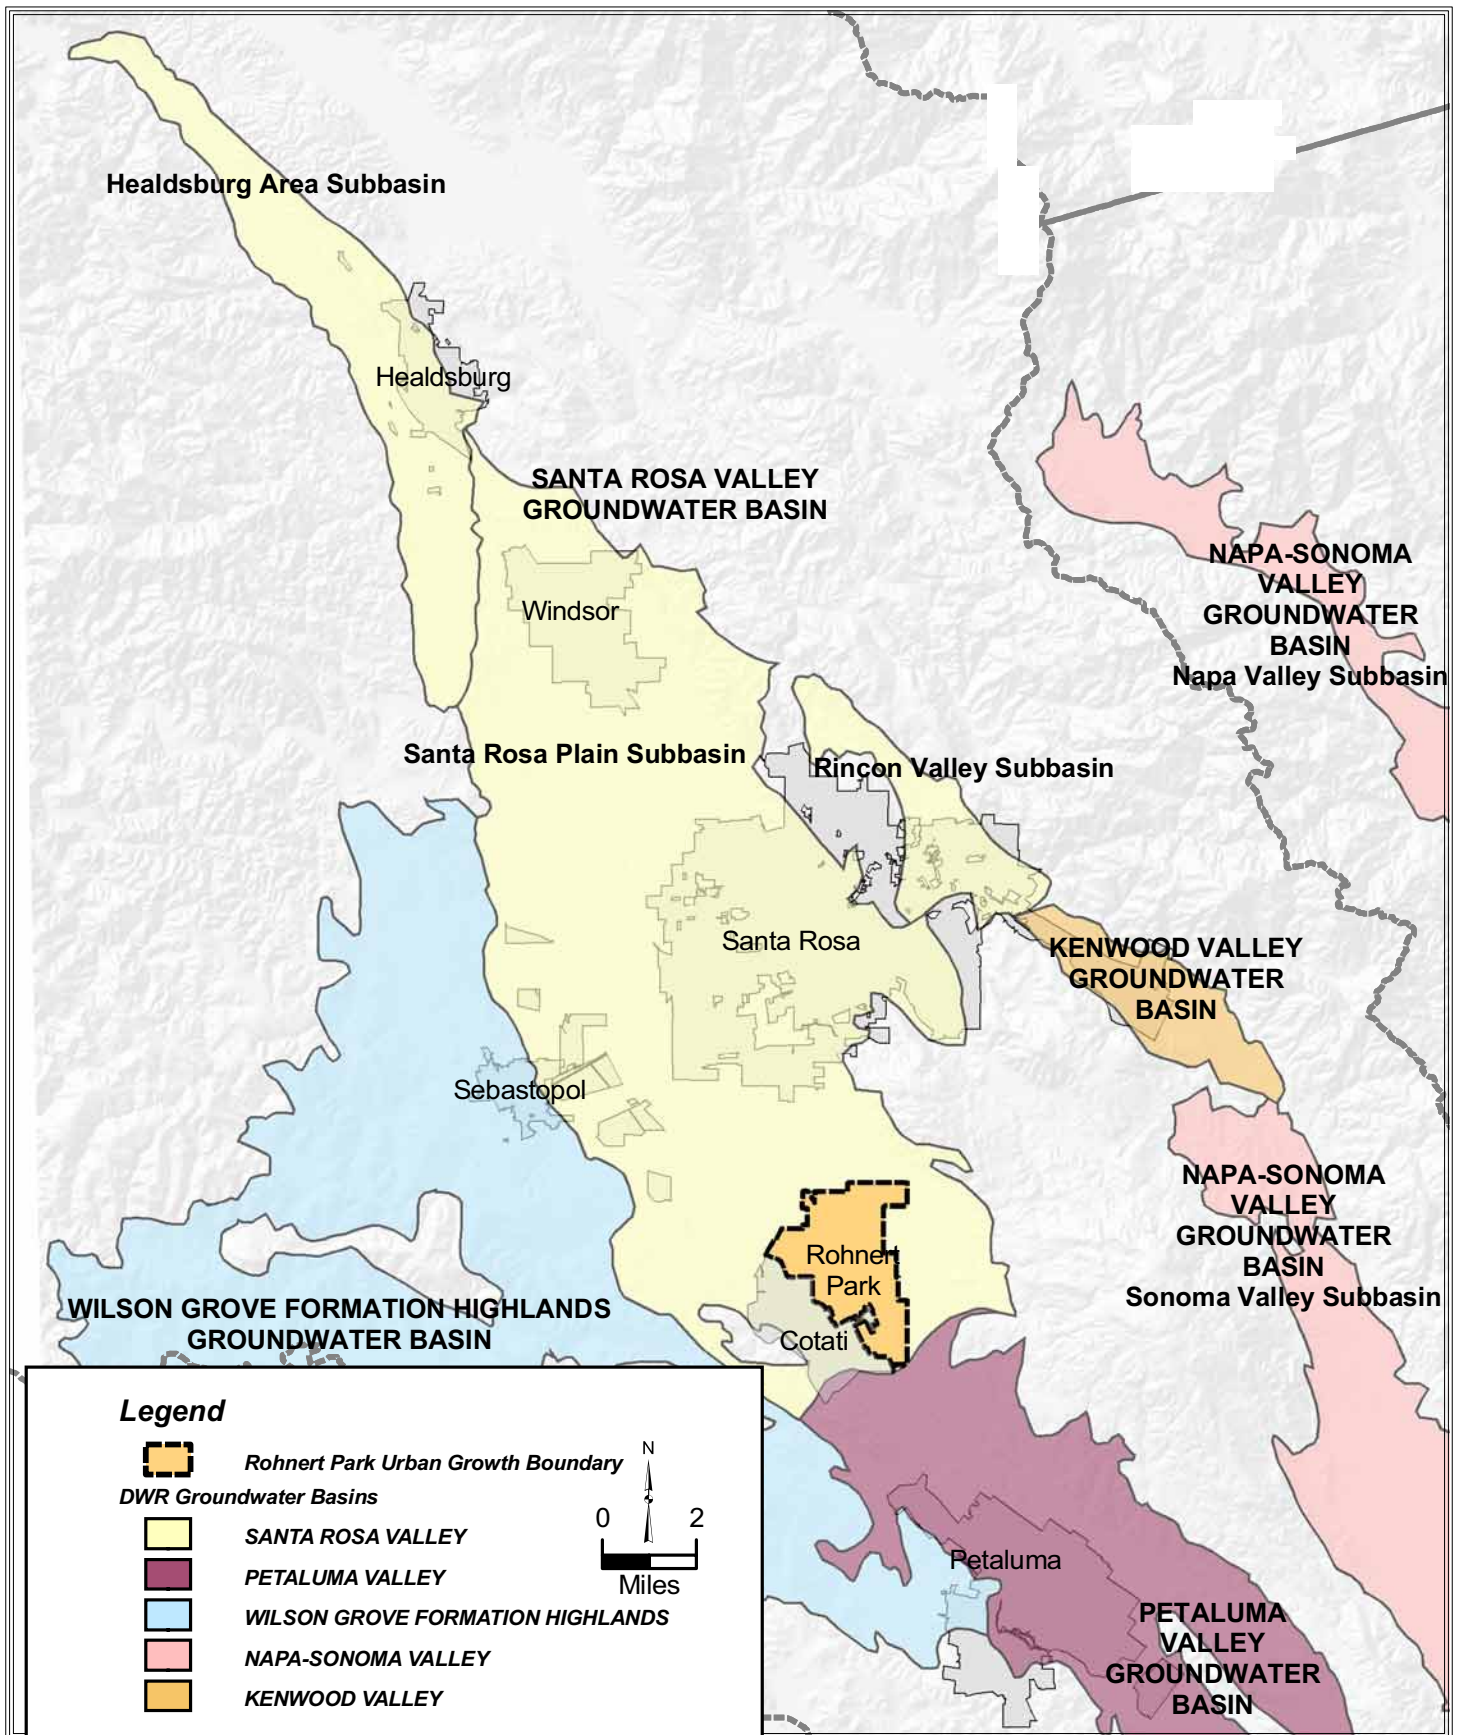 Healdsburg Area Subbasin
Healdsburg
SANTA ROSA VALLEY
GROUNDWATER BASIN
NAPA-SONOMA
VALLEY
GROUNDWATER
BASIN
Napa Valley Subbasin
Windsor
Santa Rosa Plain Subbasin
Rincon Valley Subbasin
Santa Rosa
KENWOOD VALLEY
GROUNDWATER
BASIN
Sebastopol
NAPA-SONOMA
VALLEY
GROUNDWATER
BASIN
Sonoma Valley Subbasin
Rohnert
Park
WILSON GROVE FORMATION HIGHLANDS
GROUNDWATER BASIN
Cotati
Petaluma
PETALUMA
VALLEY
GROUNDWATER
BASIN
Legend
Rohnert Park Urban Growth Boundary
DWR Groundwater Basins
SANTA ROSA VALLEY
PETALUMA VALLEY
WILSON GROVE FORMATION HIGHLANDS
NAPA-SONOMA VALLEY
KENWOOD VALLEY
N
0 2
Miles